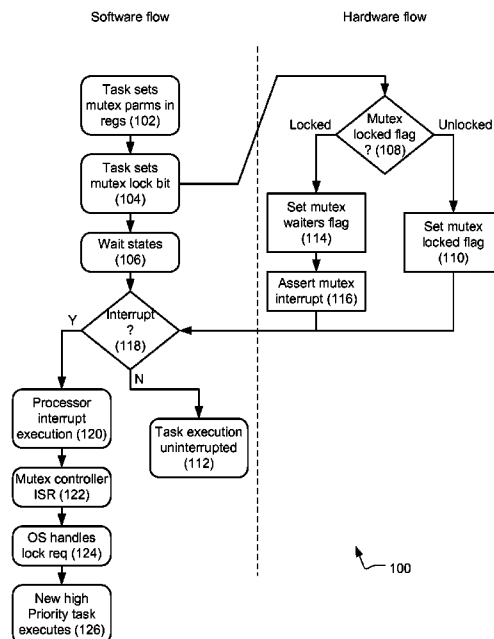 Software flow
Hardware flow
Task sets
mutex parms in
regs (102)
Task sets
mutex lock bit
(104)
Wait states
(106)
Mutex
locked flag
? (108)
Locked
Unlocked
Set mutex
waiters flag
(114)
Set mutex
locked flag
(110)
Assert mutex
interrupt (116)
Interrupt
?
(118)
Y
N
Processor
interrupt
execution (120)
Task execution
uninterrupted
(112)
Mutex controller
ISR (122)
OS handles
lock req (124)
New high
Priority task
executes (126)
100